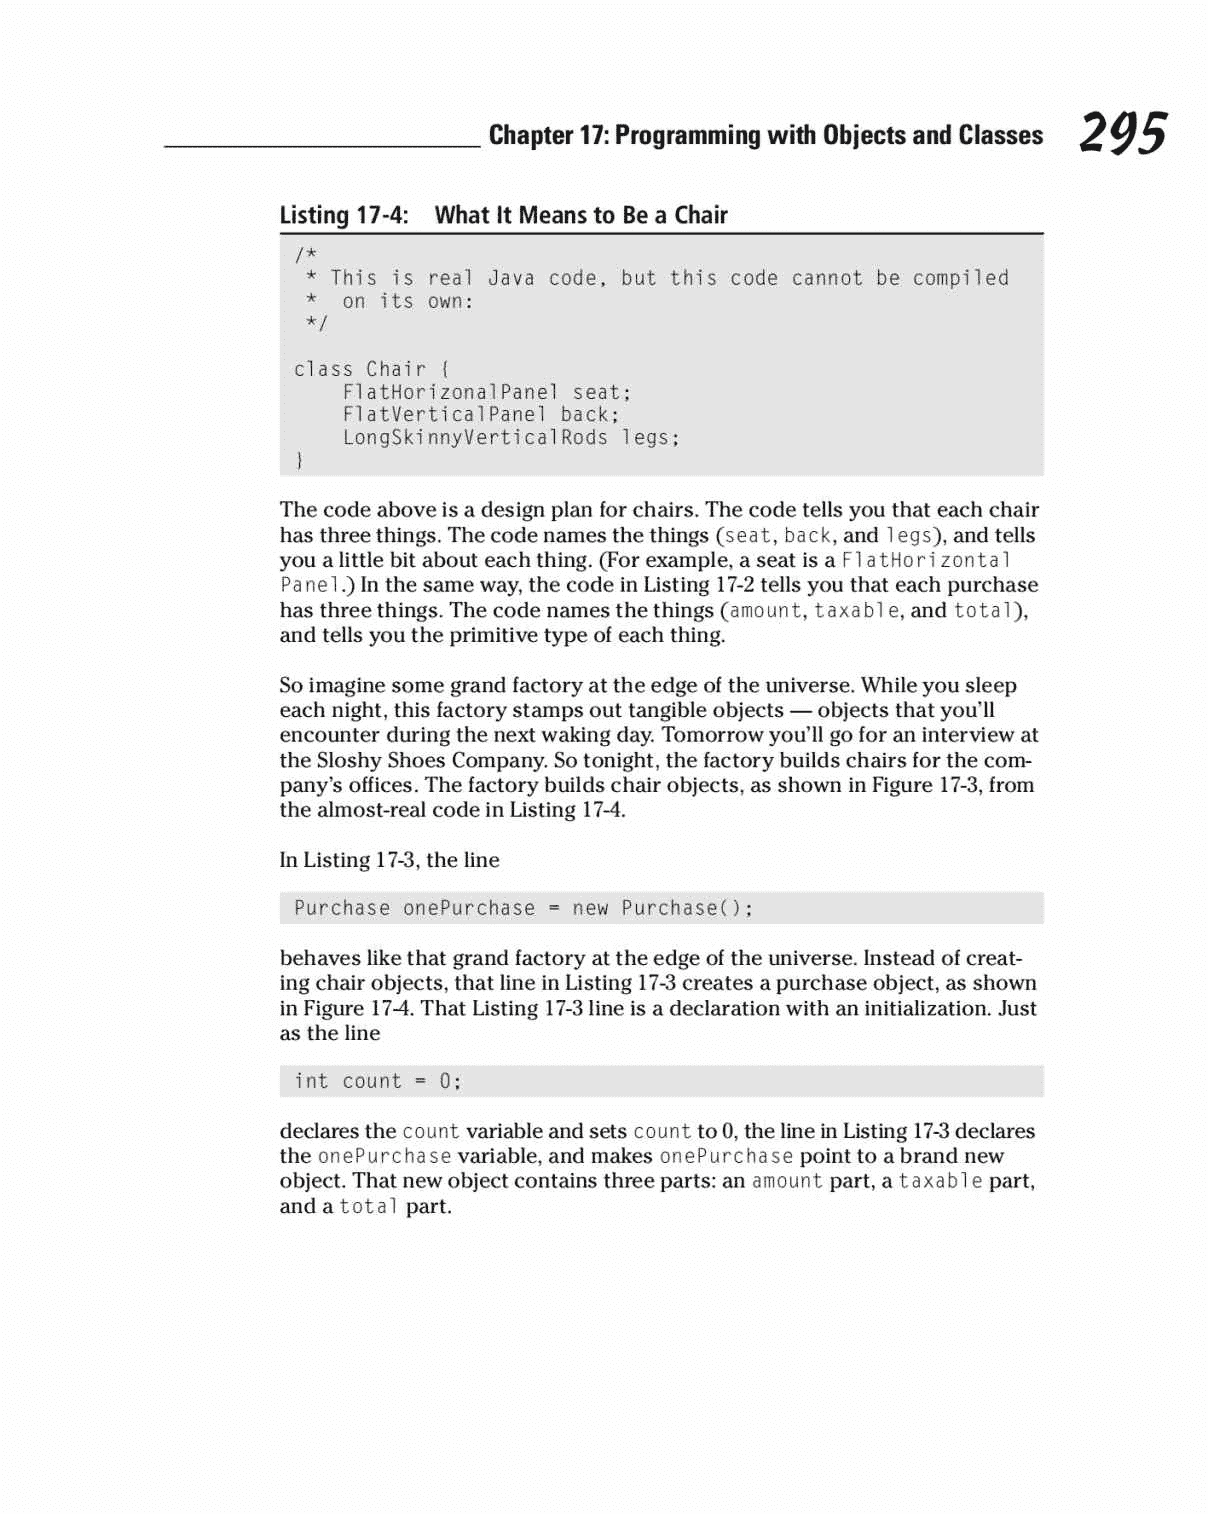 Chapter 17: Programming with Objects and Classes 295
Listing 17-4: What It Means to Be a Chair
/*
* This is real Java code, but this code cannot be compiled
* on its own:
*/
class Chair {
FlatHorizonalPanel seat;
FlatVerticalPanel back;
LongSkinnyVerticalRods legs;
}
The code above is a design plan for chairs. The code tells you that each chair
has three things. The code names the things (seat, back, and legs), and tells
you a little bit about each thing. (For example, a seat is a FlatHorizontal
Panel.) In the same way, the code in Listing 17-2 tells you that each purchase
has three things. The code names the things (amount, taxable, and total),
and tells you the primitive type of each thing.
So imagine some grand factory at the edge of the universe. While you sleep
each night, this factory stamps out tangible objects — objects that you'll
encounter during the next waking day. Tomorrow you'll go for an interview at
the Sloshy Shoes Company. So tonight, the factory builds chairs for the com-
pany's offices. The factory builds chair objects, as shown in Figure 17-3, from
the almost-real code in Listing 17-4.
In Listing 17-3, the line
Purchase onePurchase = new Purchase();
behaves like that grand factory at the edge of the universe. Instead of creat-
ing chair objects, that line in Listing 17-3 creates a purchase object, as shown
in Figure 17-4. That Listing 17-3 line is a declaration with an initialization. Just
as the line
int count = 0;
declares the count variable and sets count to 0, the line in Listing 17-3 declares
the onePurchase variable, and makes onePurchase point to a brand new
object. That new object contains three parts: an amount part, a taxable part,
and a total part.